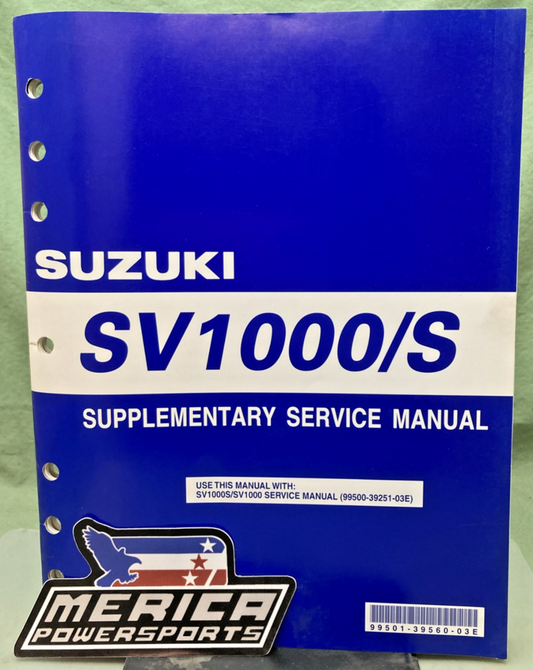 SUZUKI
SV1000/S
SUPPLEMENTARY SERVICE MANUAL
USE THIS MANUAL WITH:
SV1000S/SV1000 SERVICE MANUAL (99500-39251-03E)
MERICA
POWERSPORTS
99501-39560-03E